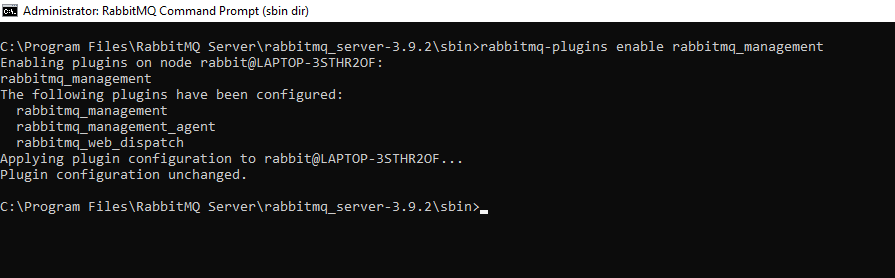 Administrator: RabbitMQ Command Prompt (sbin dir)
C:\Program Files\RabbitMQ Server\rabbitmq_server-3.9.2\sbin>rabbitmq-plugins enable rabbitmq_management
Enabling plugins on node rabbit@LAPTOP-3STHR2OF:
rabbitmq_management
The following plugins have been configured:
  rabbitmq_management
  rabbitmq_management_agent
  rabbitmq_web_dispatch
Applying plugin configuration to rabbit@LAPTOP-3STHR2OF...
Plugin configuration unchanged.
C:\Program Files\RabbitMQ Server\rabbitmq_server-3.9.2\sbin>